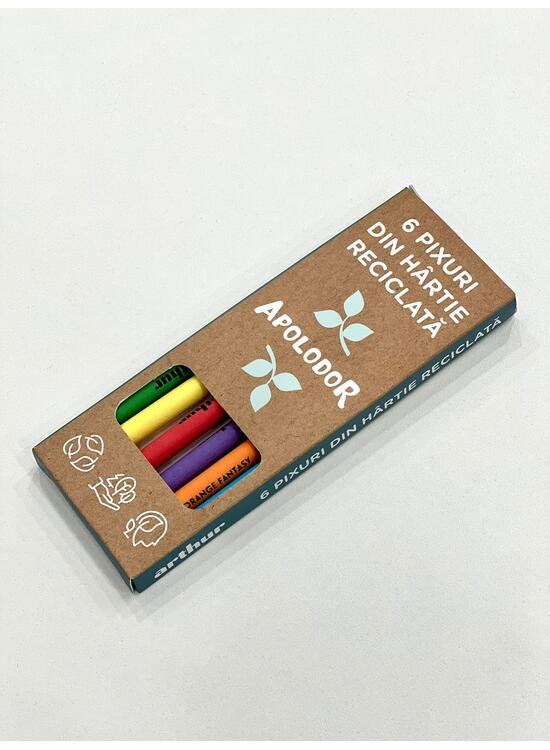 6 PIXURI
DIN HÂRTIE
RECICLATĂ
APOLODOR
ORANGE FANTASY
arthur
6 PIXURI DIN HÂRTIE RECICLATĂ